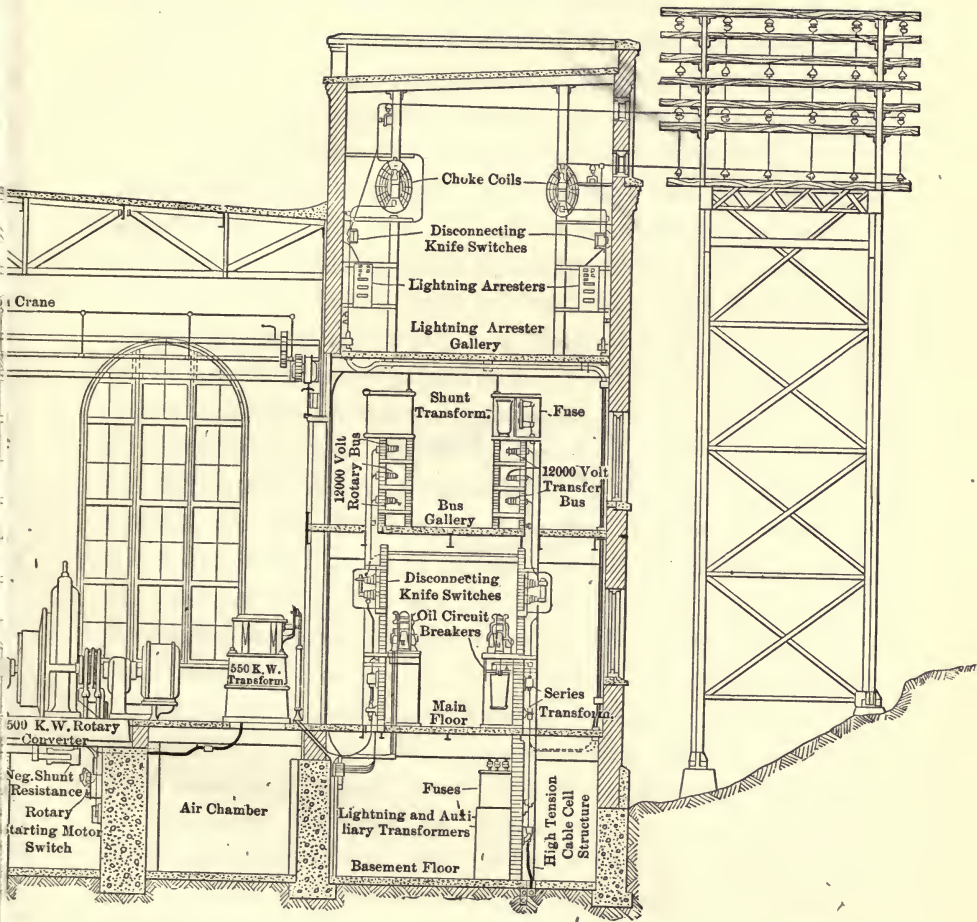 Choke Coils
Disconnecting
Knife Switches
Lightning Arresters
Lightning Arrester
Gallery
Crane
Shunt
Transform.
Fuse
12000 Volt
Rotary Bus
12000 Volt
Transfer
Bus
Bus
Gallery
Disconnecting
Knife Switches
Oil Circuit
Breakers
550 K.W.
Transform.
Series
Transform.
Main
Floor
500 K.W. Rotary
Converter
Neg. Shunt
Resistance
Rotary
Starting Motor
Switch
Air Chamber
Fuses
Lightning and Auxi-
liary Transformers
High Tension
Cable Cell
Structure
Basement Floor